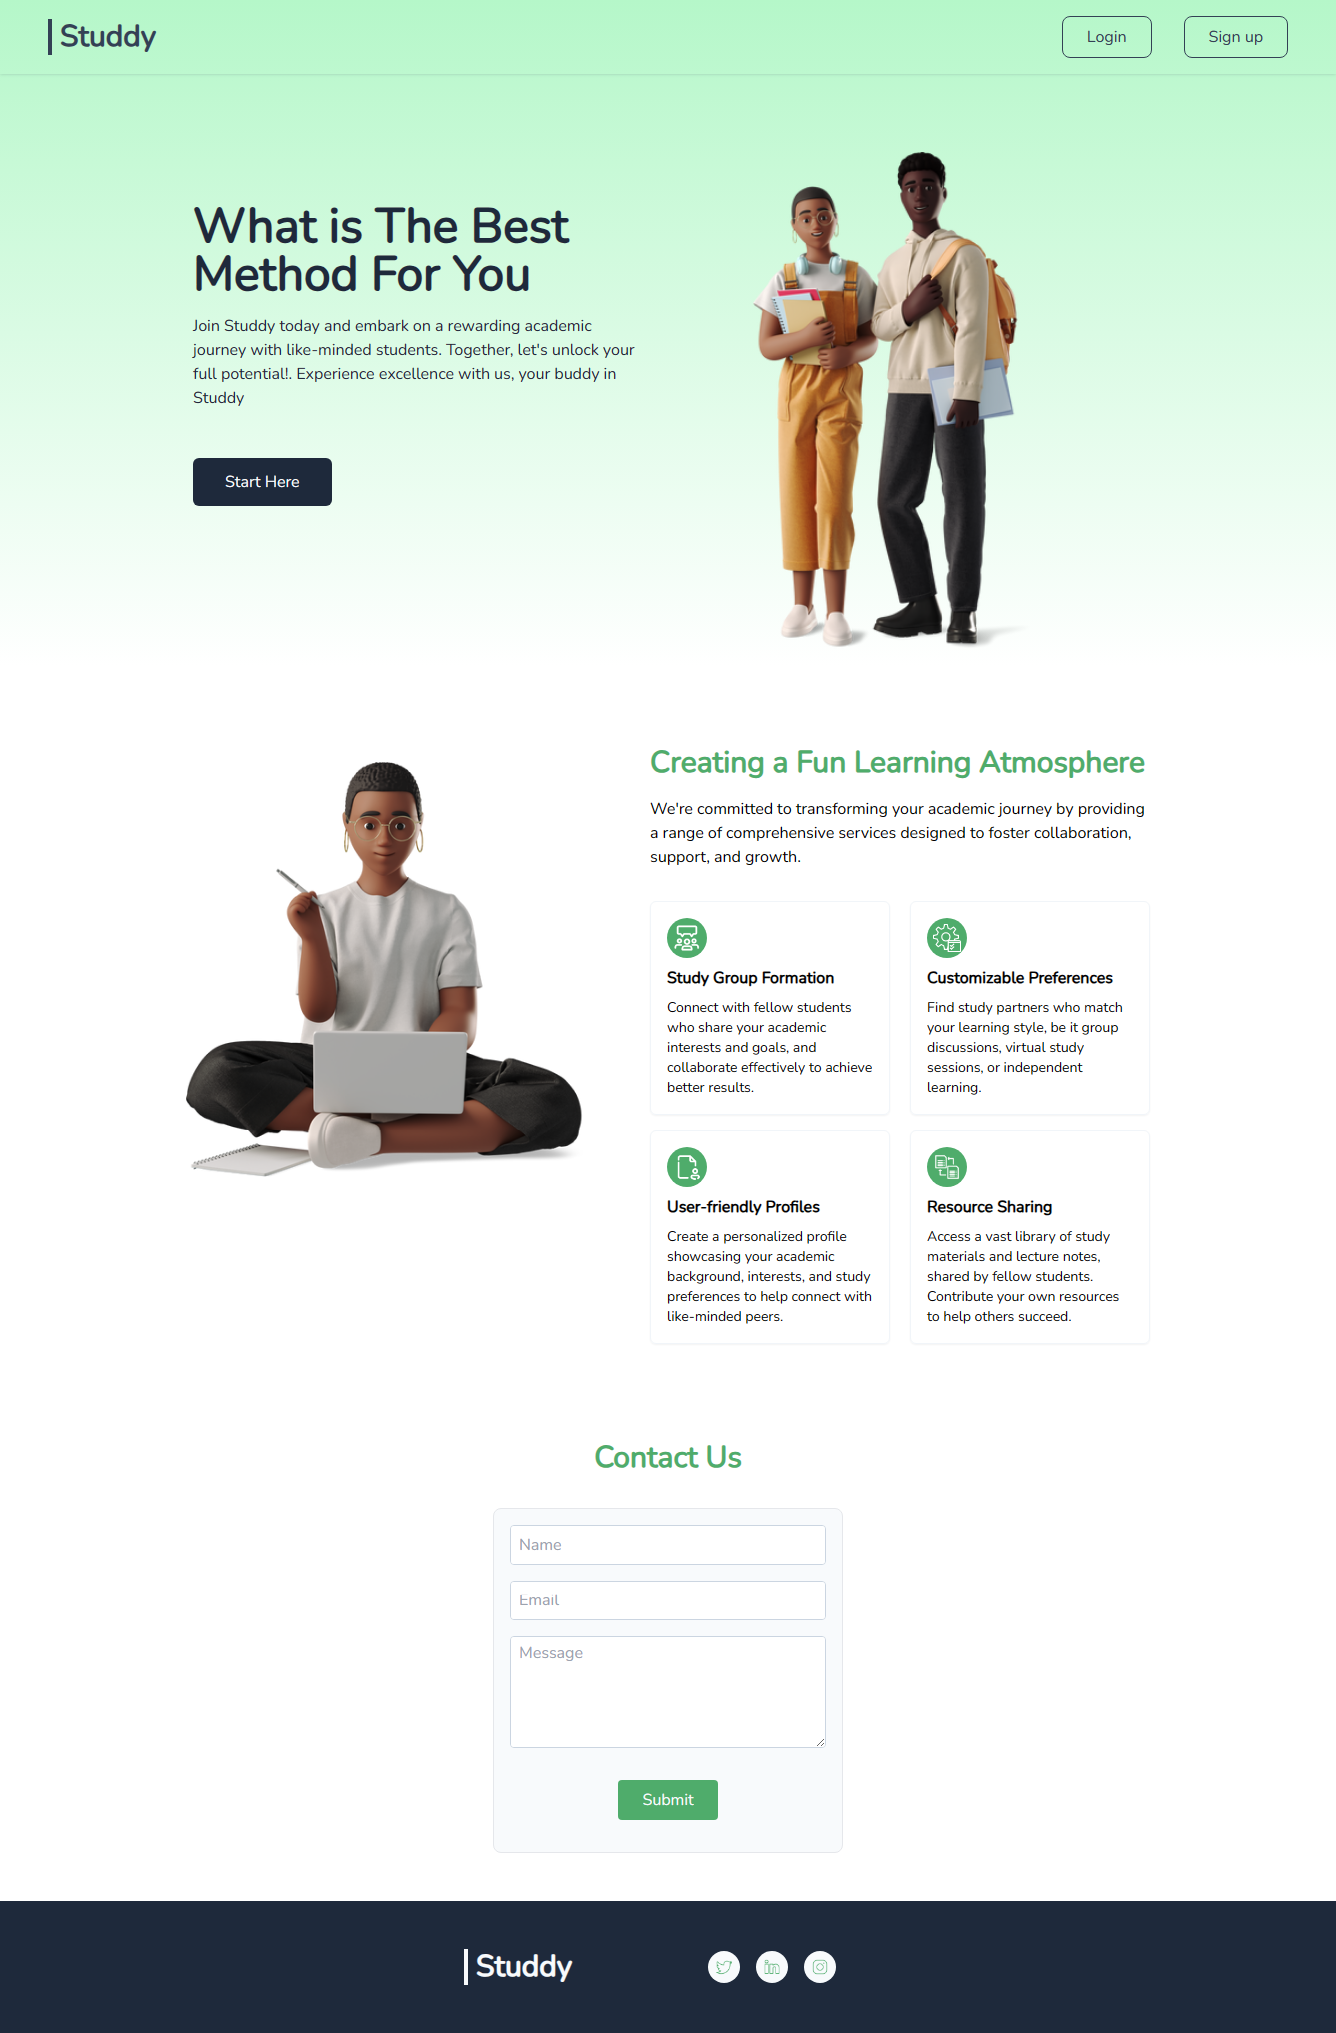 Studdy
Login
Sign up
What is The Best
Method For You
Join Studdy today and embark on a rewarding academic
journey with like-minded students. Together, let's unlock your
full potential!. Experience excellence with us, your buddy in
Studdy
Start Here
Creating a Fun Learning Atmosphere
We're committed to transforming your academic journey by providing
a range of comprehensive services designed to foster collaboration,
support, and growth.
Study Group Formation
Connect with fellow students
who share your academic
interests and goals, and
collaborate effectively to achieve
better results.
Customizable Preferences
Find study partners who match
your learning style, be it group
discussions, virtual study
sessions, or independent
learning.
User-friendly Profiles
Create a personalized profile
showcasing your academic
background, interests, and study
preferences to help connect with
like-minded peers.
Resource Sharing
Access a vast library of study
materials and lecture notes,
shared by fellow students.
Contribute your own resources
to help others succeed.
Contact Us
Name
Email
Message
Submit
Studdy